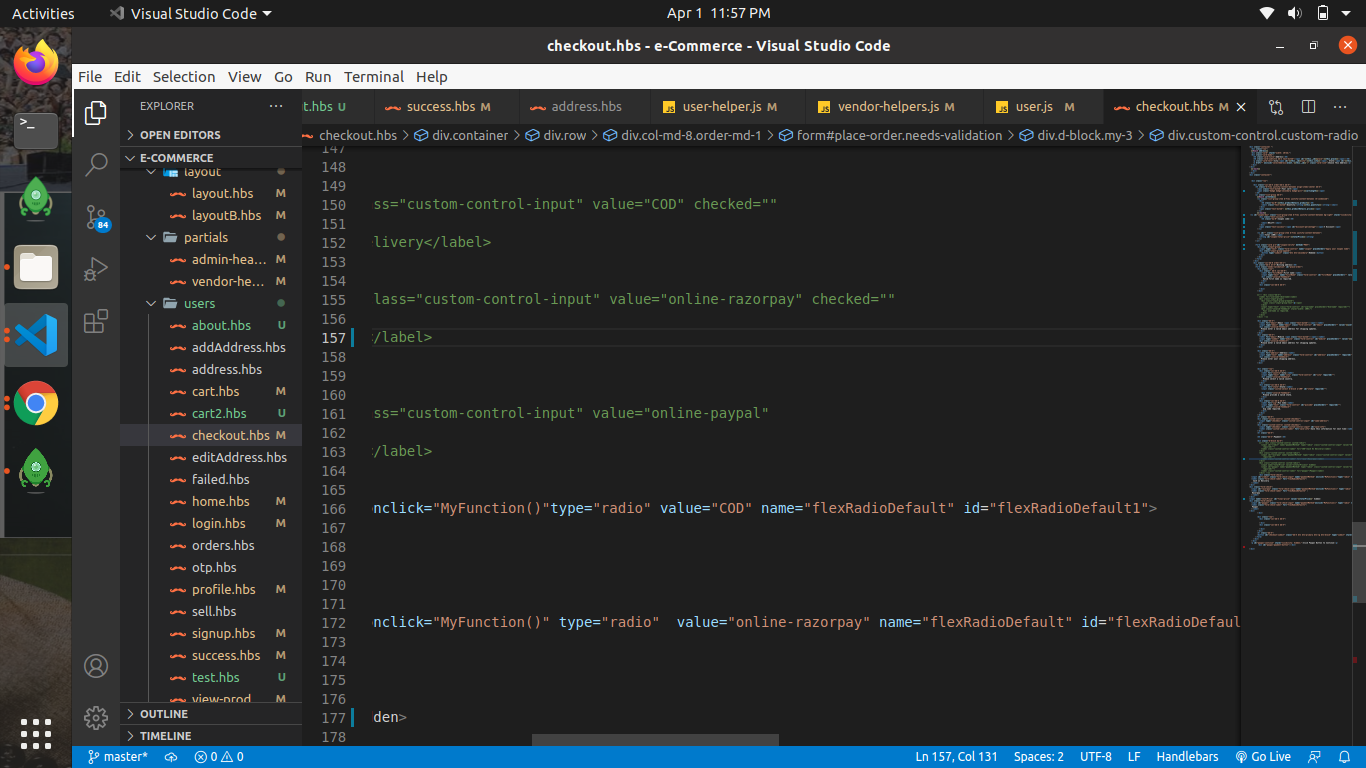 Activities Visual Studio Code Apr 1 11:57 PM
checkout.hbs - e-Commerce - Visual Studio Code
File Edit Selection View Go Run Terminal Help
EXPLORER
t.hbs U success.hbs M address.hbs user-helper.js M vendor-helpers.js M user.js M checkout.hbs M
OPEN EDITORS
checkout.hbs > div.container > div.row > div.col-md-8.order-md-1 > form#place-order.needs-validation > div.d-block.my-3 > div.custom-control.custom-radio
E-COMMERCE
layout
layout.hbs M
layoutB.hbs M
partials
admin-hea... M
vendor-he... M
users
about.hbs U
addAddress.hbs
address.hbs
cart.hbs M
cart2.hbs U
checkout.hbs M
editAddress.hbs
failed.hbs
home.hbs M
login.hbs M
orders.hbs
otp.hbs
profile.hbs M
sell.hbs
signup.hbs M
success.hbs M
test.hbs U
view-prod M
OUTLINE
TIMELINE
84
147
148
149
150 ss="custom-control-input" value="COD" checked=""
151
152 livery</label>
153
154
155 lass="custom-control-input" value="online-razorpay" checked=""
156
157 /label>
158
159
160
161 ss="custom-control-input" value="online-paypal"
162
163 /label>
164
165
166 onclick="MyFunction()"type="radio" value="COD" name="flexRadioDefault" id="flexRadioDefault1">
167
168
169
170
171
172 onclick="MyFunction()" type="radio"  value="online-razorpay" name="flexRadioDefault" id="flexRadioDefaul
173
174
175
176
177 den>
178
master* 0 0 Ln 157, Col 131 Spaces: 2 UTF-8 LF Handlebars Go Live